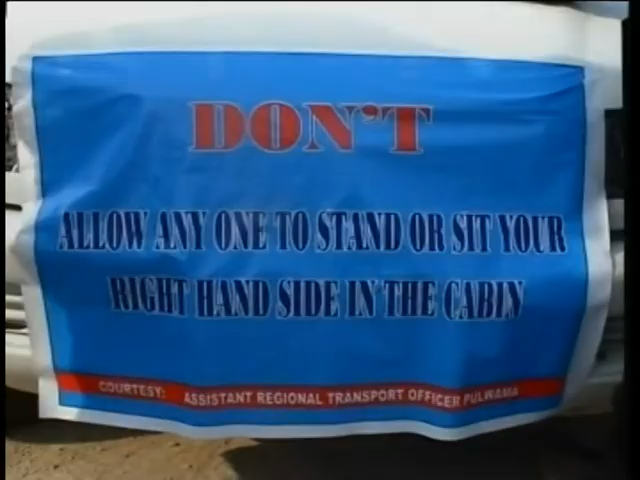 DON'T
ALLOW ANY ONE TO STAND OR SIT YOUR
RIGHT HAND SIDE IN THE CABIN
COURTESY: ASSISTANT REGIONAL TRANSPORT OFFICER PULWAMA